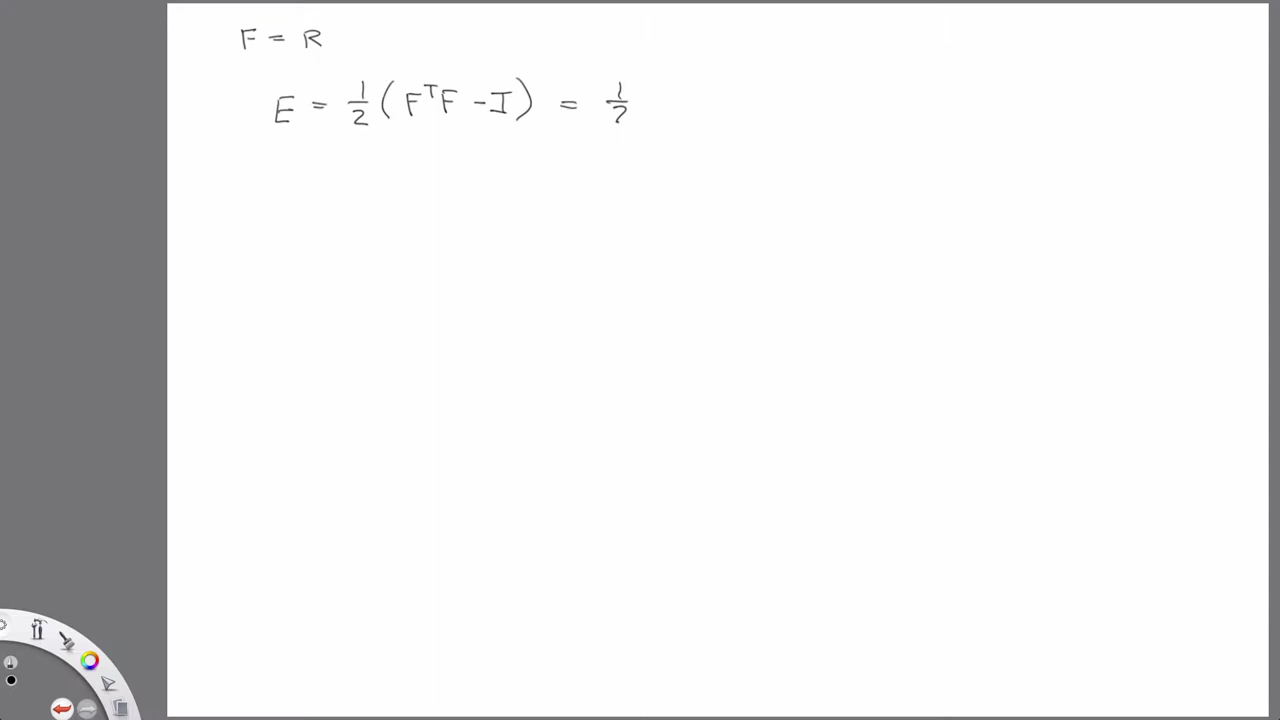 F = R
E = 1/2 (FᵀF - I) = 1/2